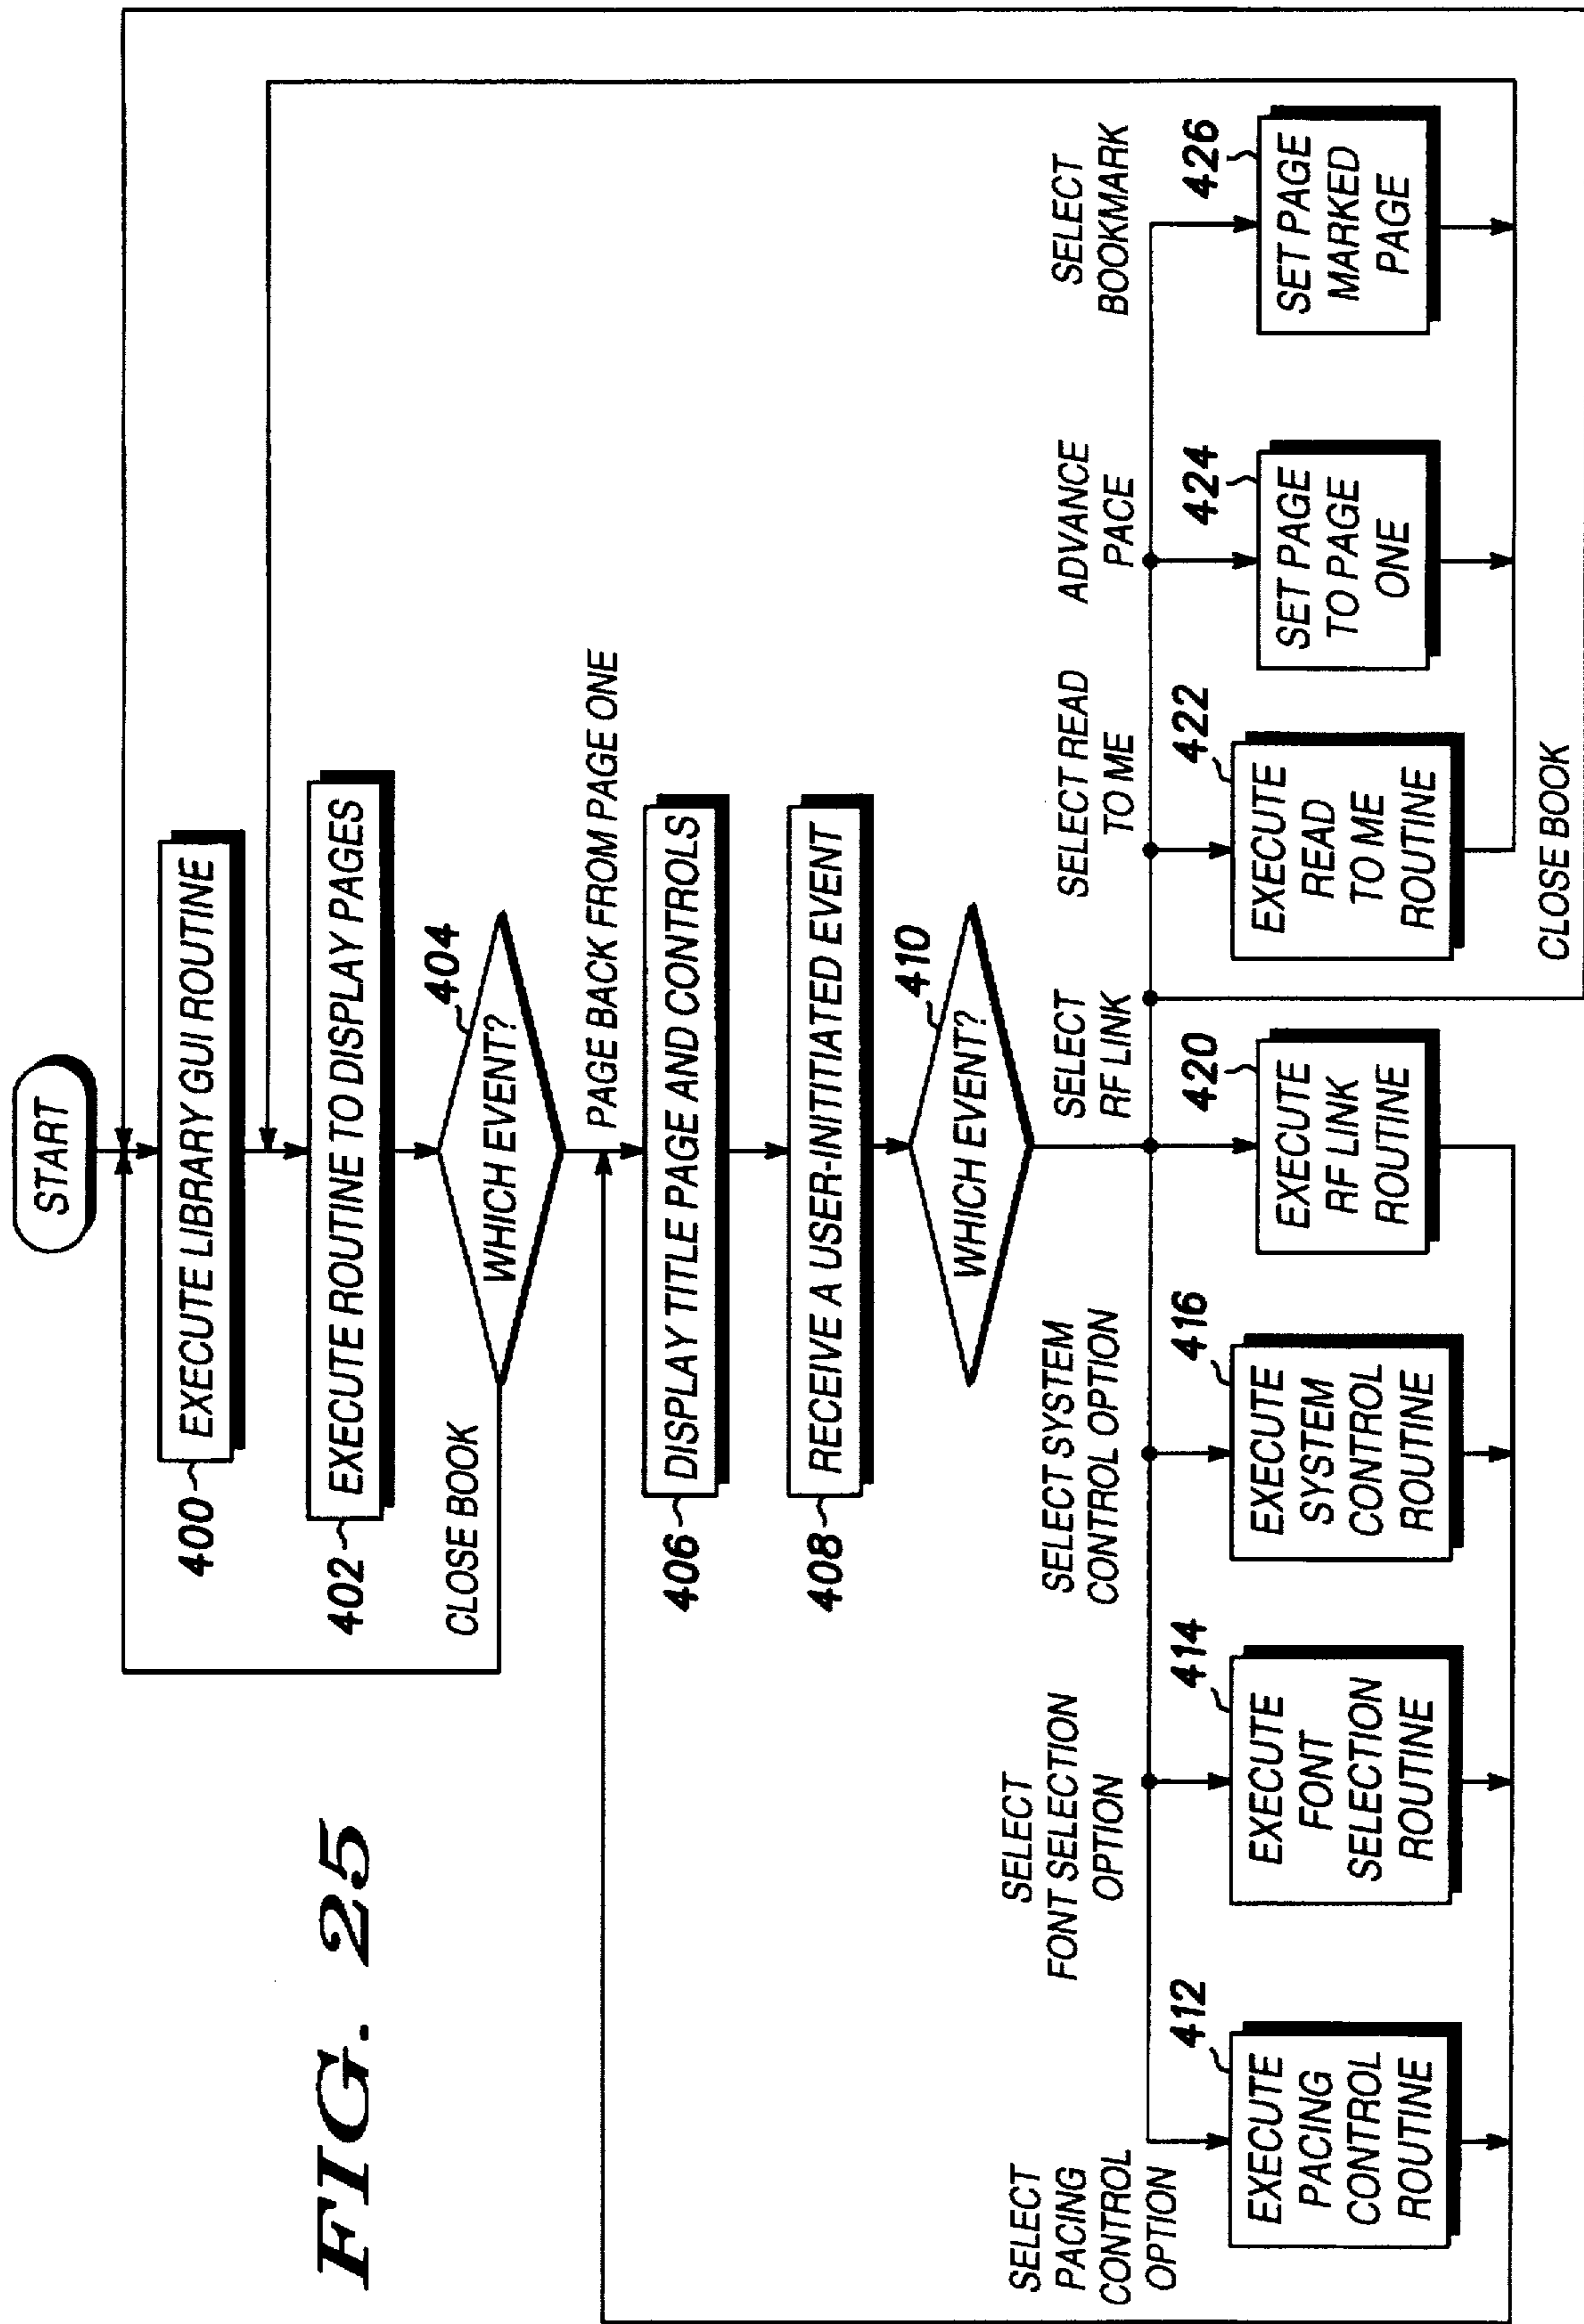 FIG. 25
START
400
EXECUTE LIBRARY GUI ROUTINE
402
EXECUTE ROUTINE TO DISPLAY PAGES
404
WHICH EVENT?
CLOSE BOOK
PAGE BACK FROM PAGE ONE
406
DISPLAY TITLE PAGE AND CONTROLS
408
RECEIVE A USER-INITIATED EVENT
410
WHICH EVENT?
SELECT
PACING
CONTROL
OPTION
412
EXECUTE
PACING
CONTROL
ROUTINE
SELECT
FONT SELECTION
OPTION
414
EXECUTE
FONT
SELECTION
ROUTINE
SELECT SYSTEM
CONTROL OPTION
416
EXECUTE
SYSTEM
CONTROL
ROUTINE
SELECT
RF LINK
420
EXECUTE
RF LINK
ROUTINE
SELECT READ
TO ME
422
EXECUTE
READ
TO ME
ROUTINE
ADVANCE
PACE
424
SET PAGE
TO PAGE
ONE
SELECT
BOOKMARK
426
SET PAGE
MARKED
PAGE
CLOSE BOOK